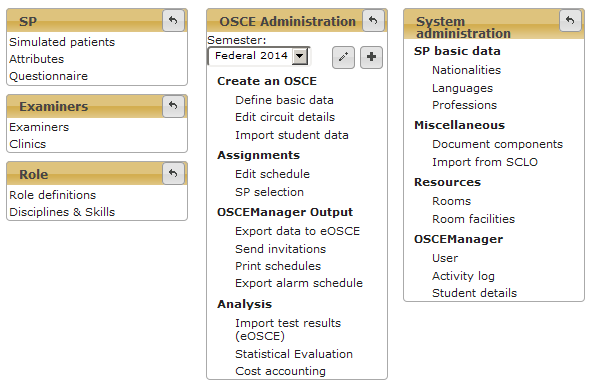 SP
Simulated patients
Attributes
Questionnaire
Examiners
Examiners
Clinics
Role
Role definitions
Disciplines & Skills
OSCE Administration
Semester:
Federal 2014
Create an OSCE
Define basic data
Edit circuit details
Import student data
Assignments
Edit schedule
SP selection
OSCEManager Output
Export data to eOSCE
Send invitations
Print schedules
Export alarm schedule
Analysis
Import test results
(eOSCE)
Statistical Evaluation
Cost accounting
System
administration
SP basic data
Nationalities
Languages
Professions
Miscellaneous
Document components
Import from SCLO
Resources
Rooms
Room facilities
OSCEManager
User
Activity log
Student details